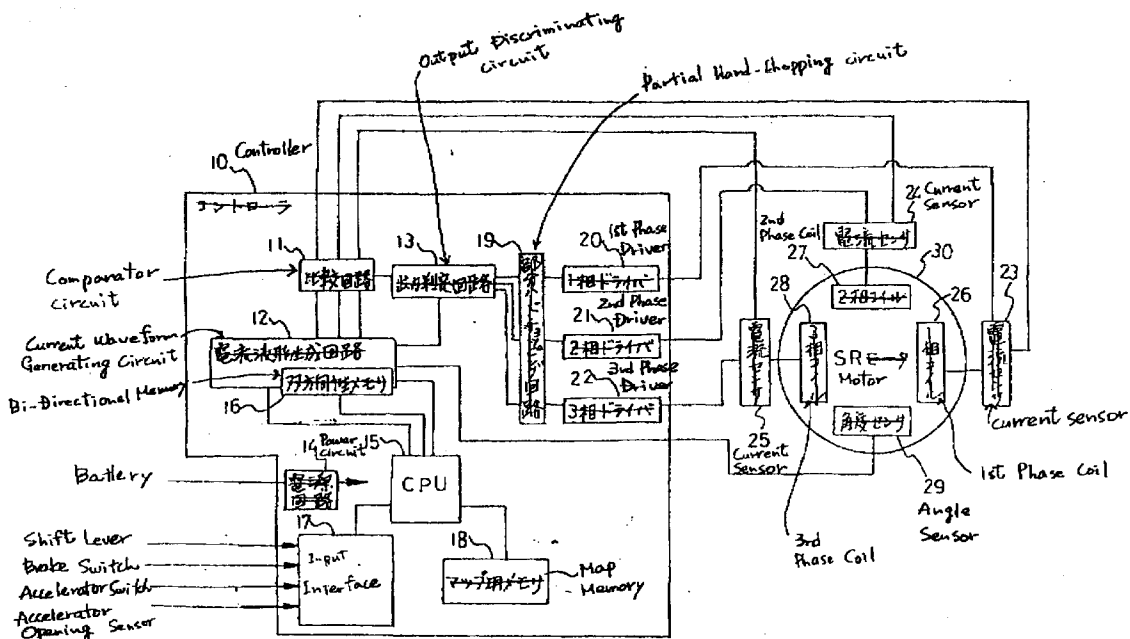 Output Discriminating
circuit
Partial Hard-chopping circuit
10 Controller
コントローラ
11
比較回路
Comparator
circuit
13
出力判定回路
19
1st Phase
Driver
20
1相ドライバ
2nd Phase
Driver
21
2相ドライバ
3rd Phase
Driver
22
3相ドライバ
12
電流波形生成回路
Current Waveform
Generating Circuit
Bi-Directional Memory
双方向性メモリ
16
24 Current
Sensor
電流センサ
2nd
Phase Coil
27
2相コイル
30
28
3相コイル
26
1相コイル
23
電流センサ
Current sensor
SR モータ
Motor
電流センサ
25
Current
Sensor
角度センサ
29
Angle
Sensor
1st Phase Coil
3rd
Phase Coil
14 Power
Circuit
電源
回路
15
CPU
Battery
17
Input
Interface
18
マップ用メモリ
Map
Memory
Shift Lever
Brake Switch
Accelerator Switch
Accelerator
Opening Sensor